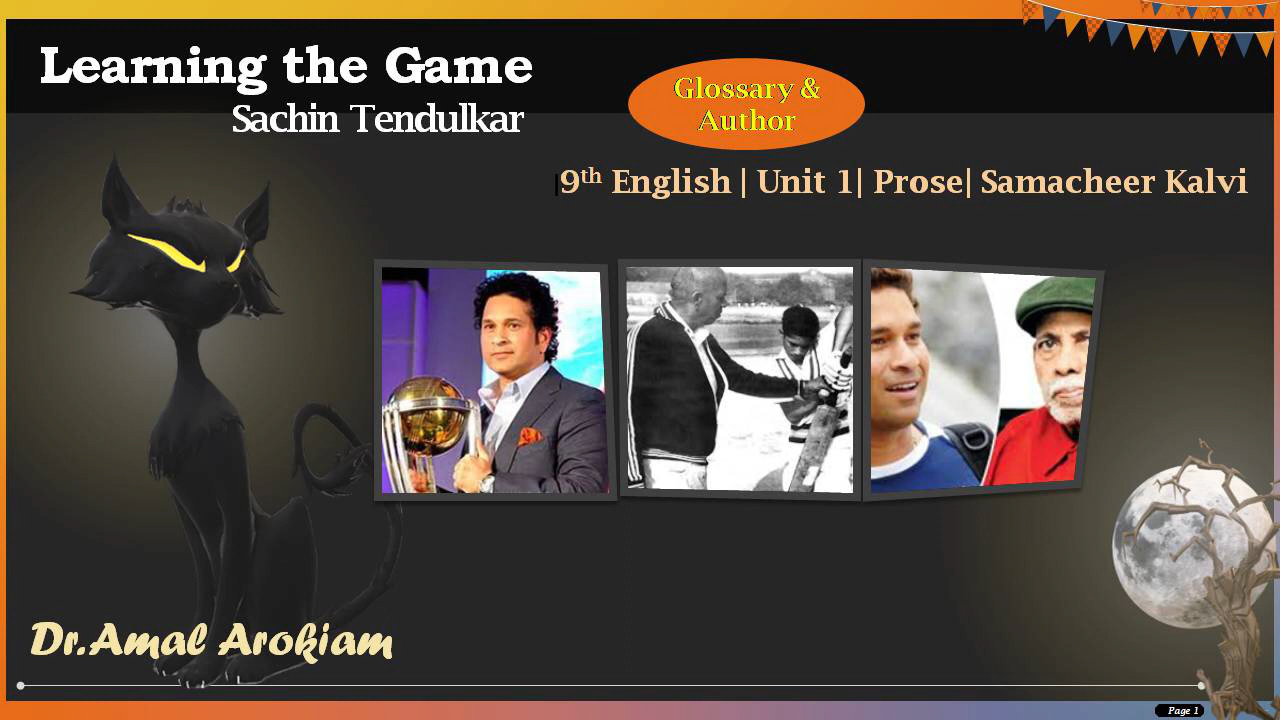 Learning the Game
Sachin Tendulkar
Glossary &
Author
9th English | Unit 1| Prose| Samacheer Kalvi
Dr.Amal Arokiam
Page 1